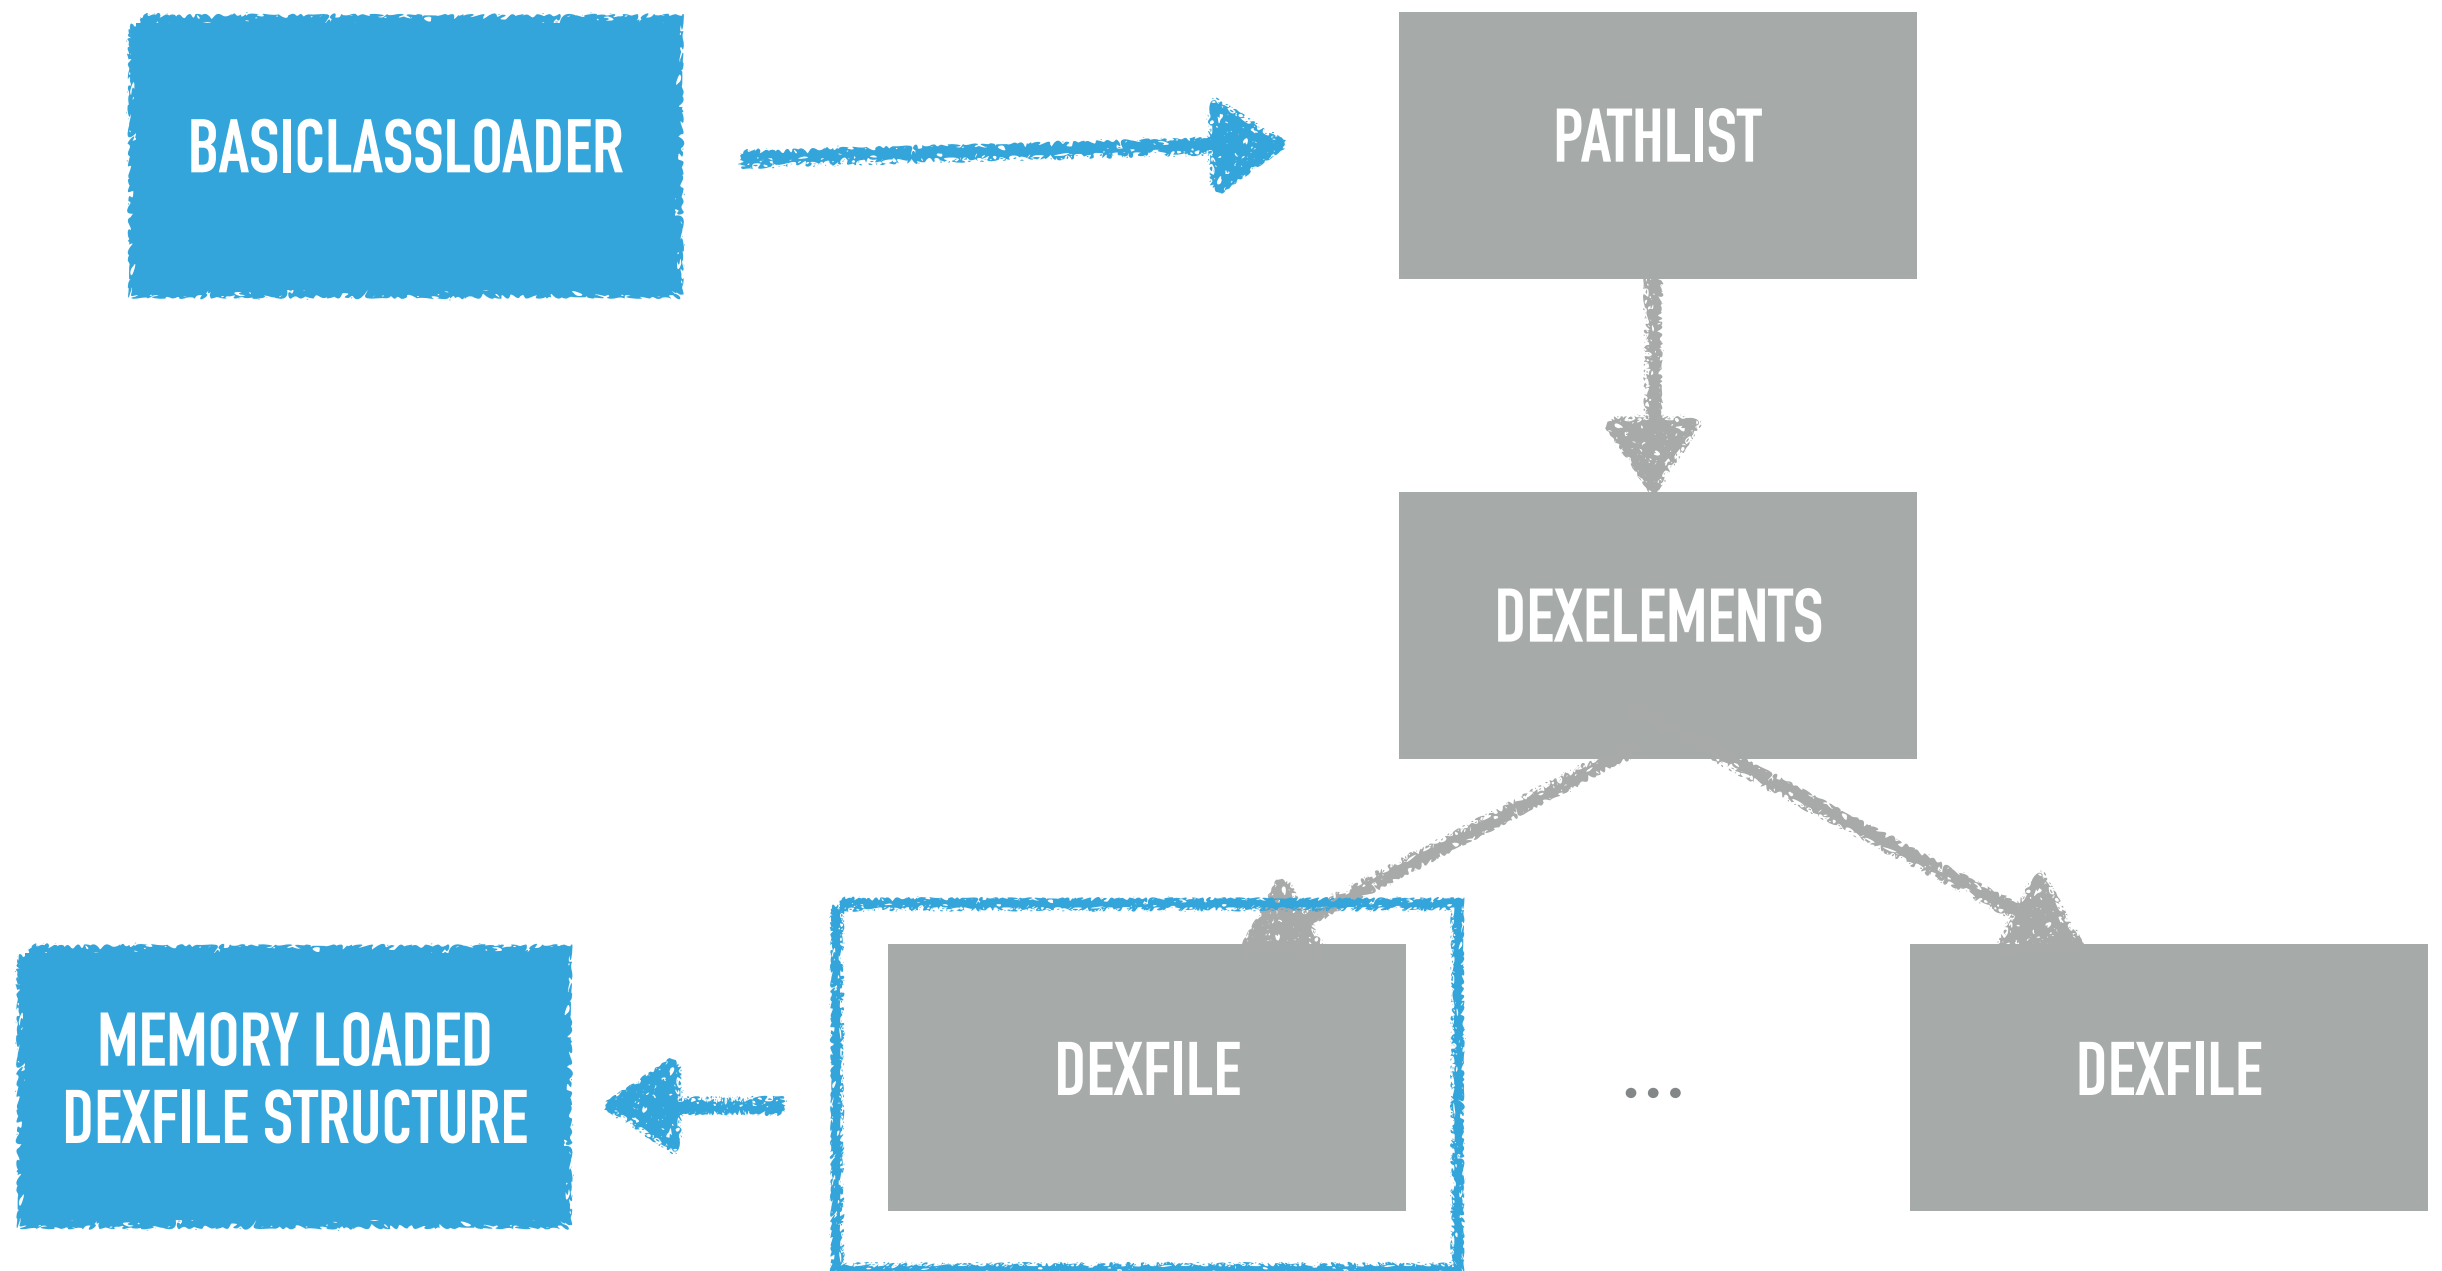 BASICLASSLOADER
PATHLIST
DEXELEMENTS
MEMORY LOADED
DEXFILE STRUCTURE
DEXFILE
...
DEXFILE